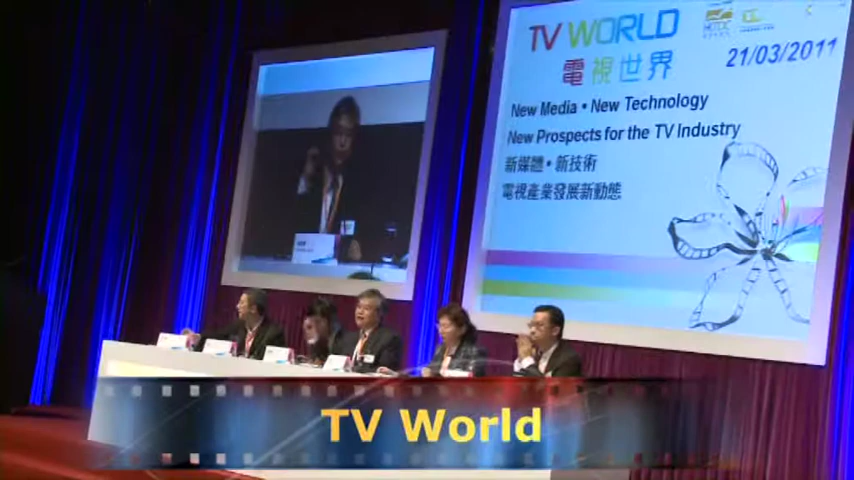 TV WORLD
電視世界
21/03/2011
New Media • New Technology
New Prospects for the TV Industry
新媒體 • 新技術
電視產業發展新動態
TV World